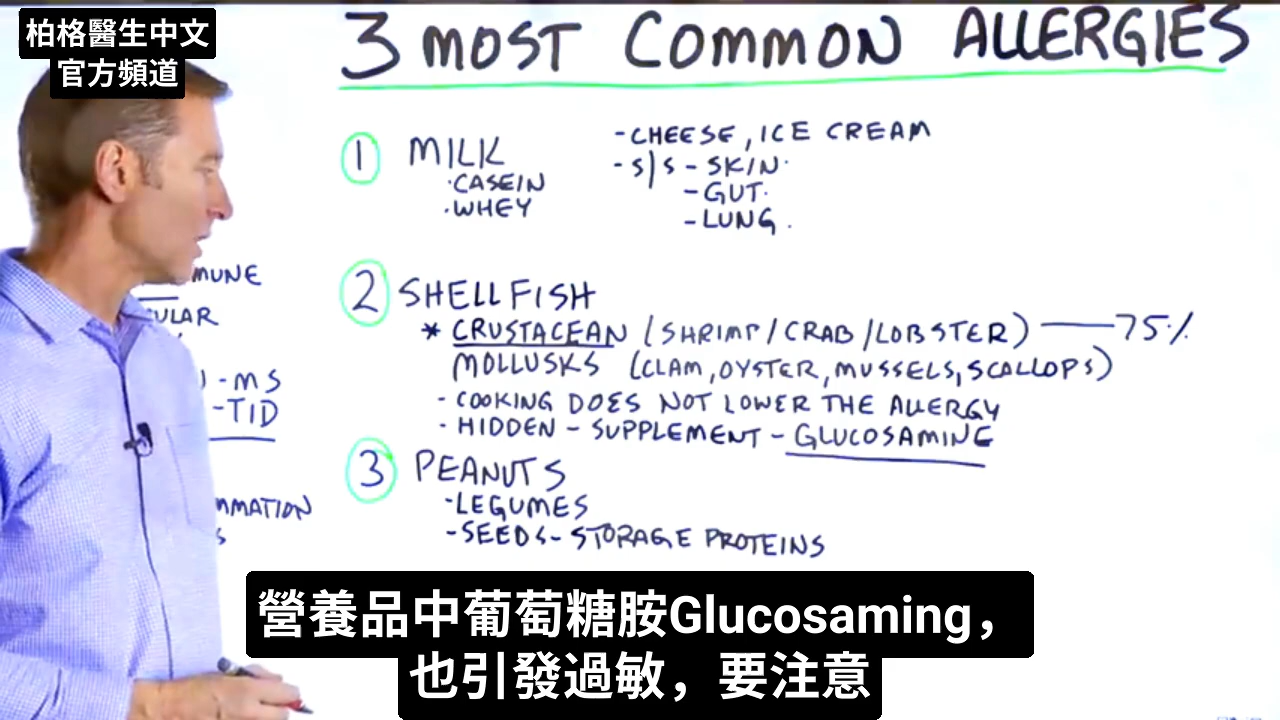 柏格醫生中文
官方頻道
3 MOST COMMON ALLERGIES
1 MILK
·CASEIN
·WHEY
-CHEESE, ICE CREAM
-S/S - SKIN·
-GUT.
-LUNG.
2 SHELLFISH
* CRUSTACEAN (SHRIMP/CRAB/LOBSTER) — 75%
MOLLUSKS (CLAM, OYSTER, MUSSELS, SCALLOPS)
- COOKING DOES NOT LOWER THE ALLERGY
- HIDDEN - SUPPLEMENT - GLUCOSAMINE
3 PEANUTS
-LEGUMES
-SEEDS - STORAGE PROTEINS
-MS
-TID
營養品中葡萄糖胺Glucosaming，
也引發過敏，要注意